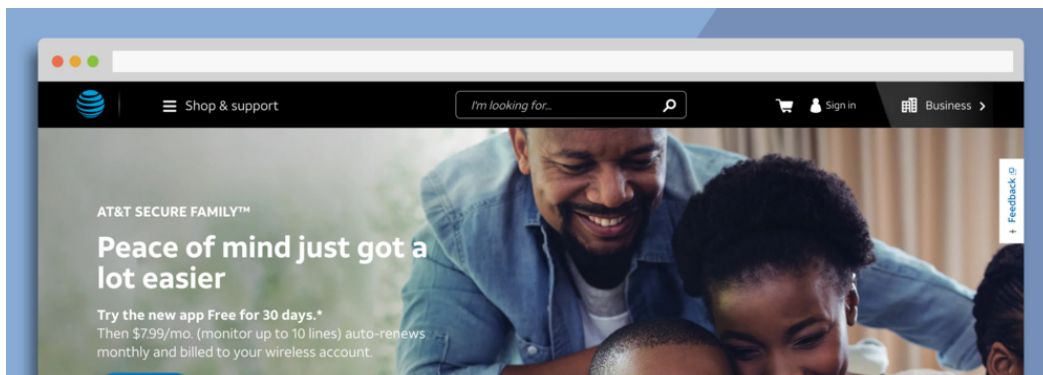 Shop & support
I'm looking for...
Sign in
Business
AT&T SECURE FAMILY™
Peace of mind just got a
lot easier
Try the new app Free for 30 days.*
Then $7.99/mo. (monitor up to 10 lines) auto-renews
monthly and billed to your wireless account.
+ Feedback